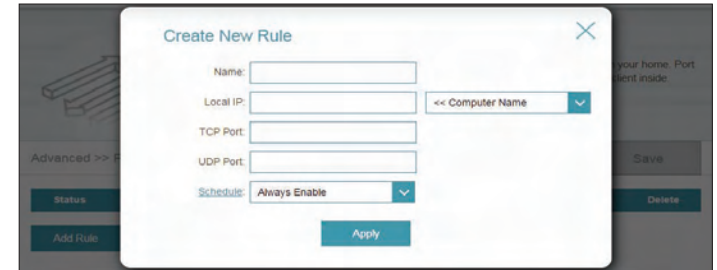 Create New Rule
your home. Port
client inside
Name:
Local IP: << Computer Name
TCP Port:
UDP Port:
Advanced >> P
Save
Schedule: Always Enable
Status
Delete
Add Rule
Apply